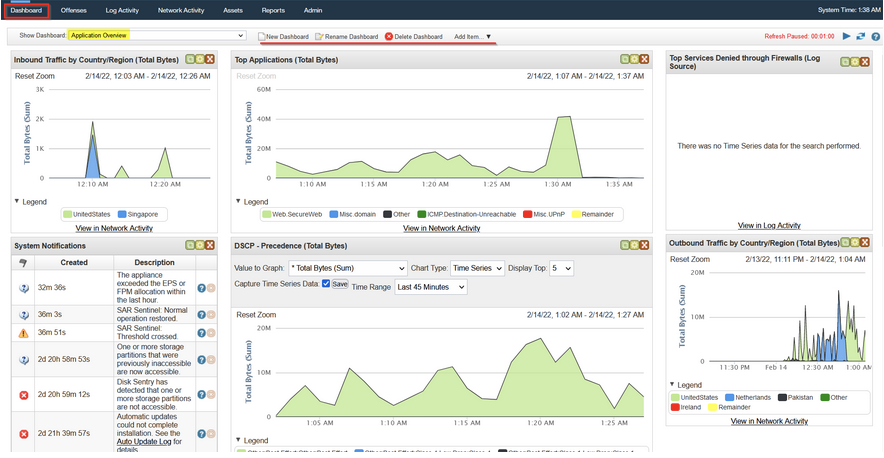 Dashboard Offenses Log Activity Network Activity Assets Reports Admin System Time: 1:38 AM
Show Dashboard: Application Overview New Dashboard Rename Dashboard Delete Dashboard Add Item... Refresh Paused: 00:01:00
Inbound Traffic by Country/Region (Total Bytes)
Reset Zoom 2/14/22, 12:03 AM - 2/14/22, 12:26 AM
Total Bytes (Sum)
3K
2K
1K
0
12:10 AM 12:20 AM
Legend
UnitedStates Singapore
View in Network Activity
Top Applications (Total Bytes)
Reset Zoom 2/14/22, 1:07 AM - 2/14/22, 1:37 AM
Total Bytes (Sum)
60M
40M
20M
0
1:10 AM 1:15 AM 1:20 AM 1:25 AM 1:30 AM 1:35 AM
Legend
Web.SecureWeb Misc.domain Other ICMP.Destination-Unreachable Misc.UPnP Remainder
View in Network Activity
Top Services Denied through Firewalls (Log
Source)
There was no Time Series data for the search performed.
View in Log Activity
System Notifications
Created Description
32m 36s
The appliance
exceeded the EPS or
FPM allocation within
the last hour.
36m 3s
SAR Sentinel: Normal
operation restored.
36m 51s
SAR Sentinel:
Threshold crossed.
2d 20h 58m 53s
One or more storage
partitions that were
previously inaccessible
are now accessible.
2d 20h 59m 12s
Disk Sentry has
detected that one or
more storage partitions
are not accessible.
2d 21h 39m 57s
Automatic updates
could not complete
installation. See the
Auto Update Log for
details.
DSCP - Precedence (Total Bytes)
Value to Graph: * Total Bytes (Sum) Chart Type: Time Series Display Top: 5
Capture Time Series Data: Save Time Range Last 45 Minutes
Reset Zoom 2/14/22, 1:02 AM - 2/14/22, 1:27 AM
Total Bytes (Sum)
20M
10M
0
1:05 AM 1:10 AM 1:15 AM 1:20 AM 1:25 AM
Legend
Outbound Traffic by Country/Region (Total Bytes)
Reset Zoom 2/13/22, 11:11 PM - 2/14/22, 1:04 AM
Total Bytes (Sum)
20M
10M
0
11:30 PM Feb 14 12:30 AM 1:00 AM
Legend
UnitedStates Netherlands Pakistan Other
Ireland Remainder
View in Network Activity